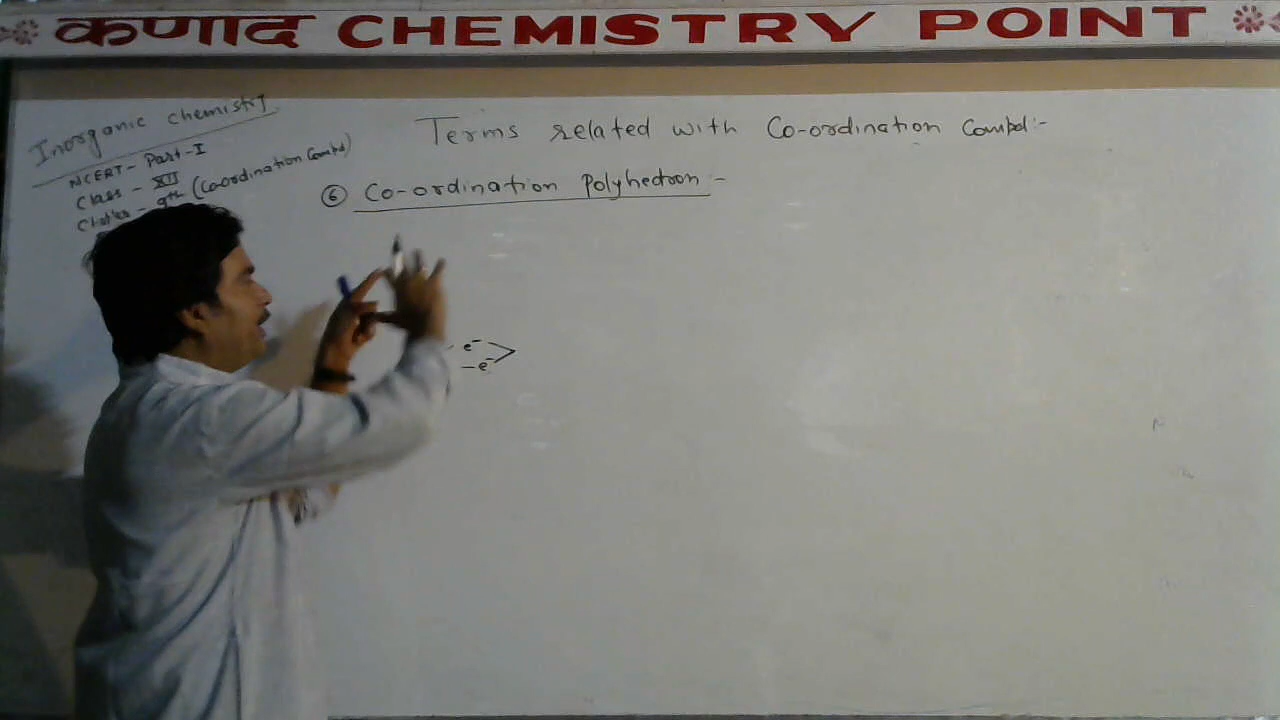 कणाद CHEMISTRY POINT
Inorganic Chemistry
NCERT - Part-I
Class - XII
9th (Coordination Compd)
Terms related with Co-ordination Compd:-
⑥ Co-ordination Polyhedron -
e⁻
-e⁻